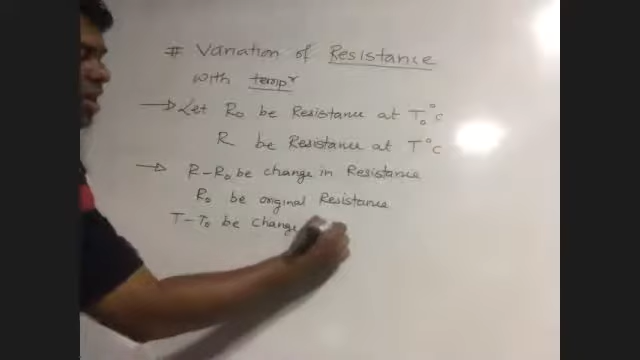 # Variation of Resistance
with tempʳ
→ Let R₀ be Resistance at T₀°c
R be Resistance at T°c
→ R-R₀ be change in Resistance
R₀ be original Resistance
T-T₀ be change